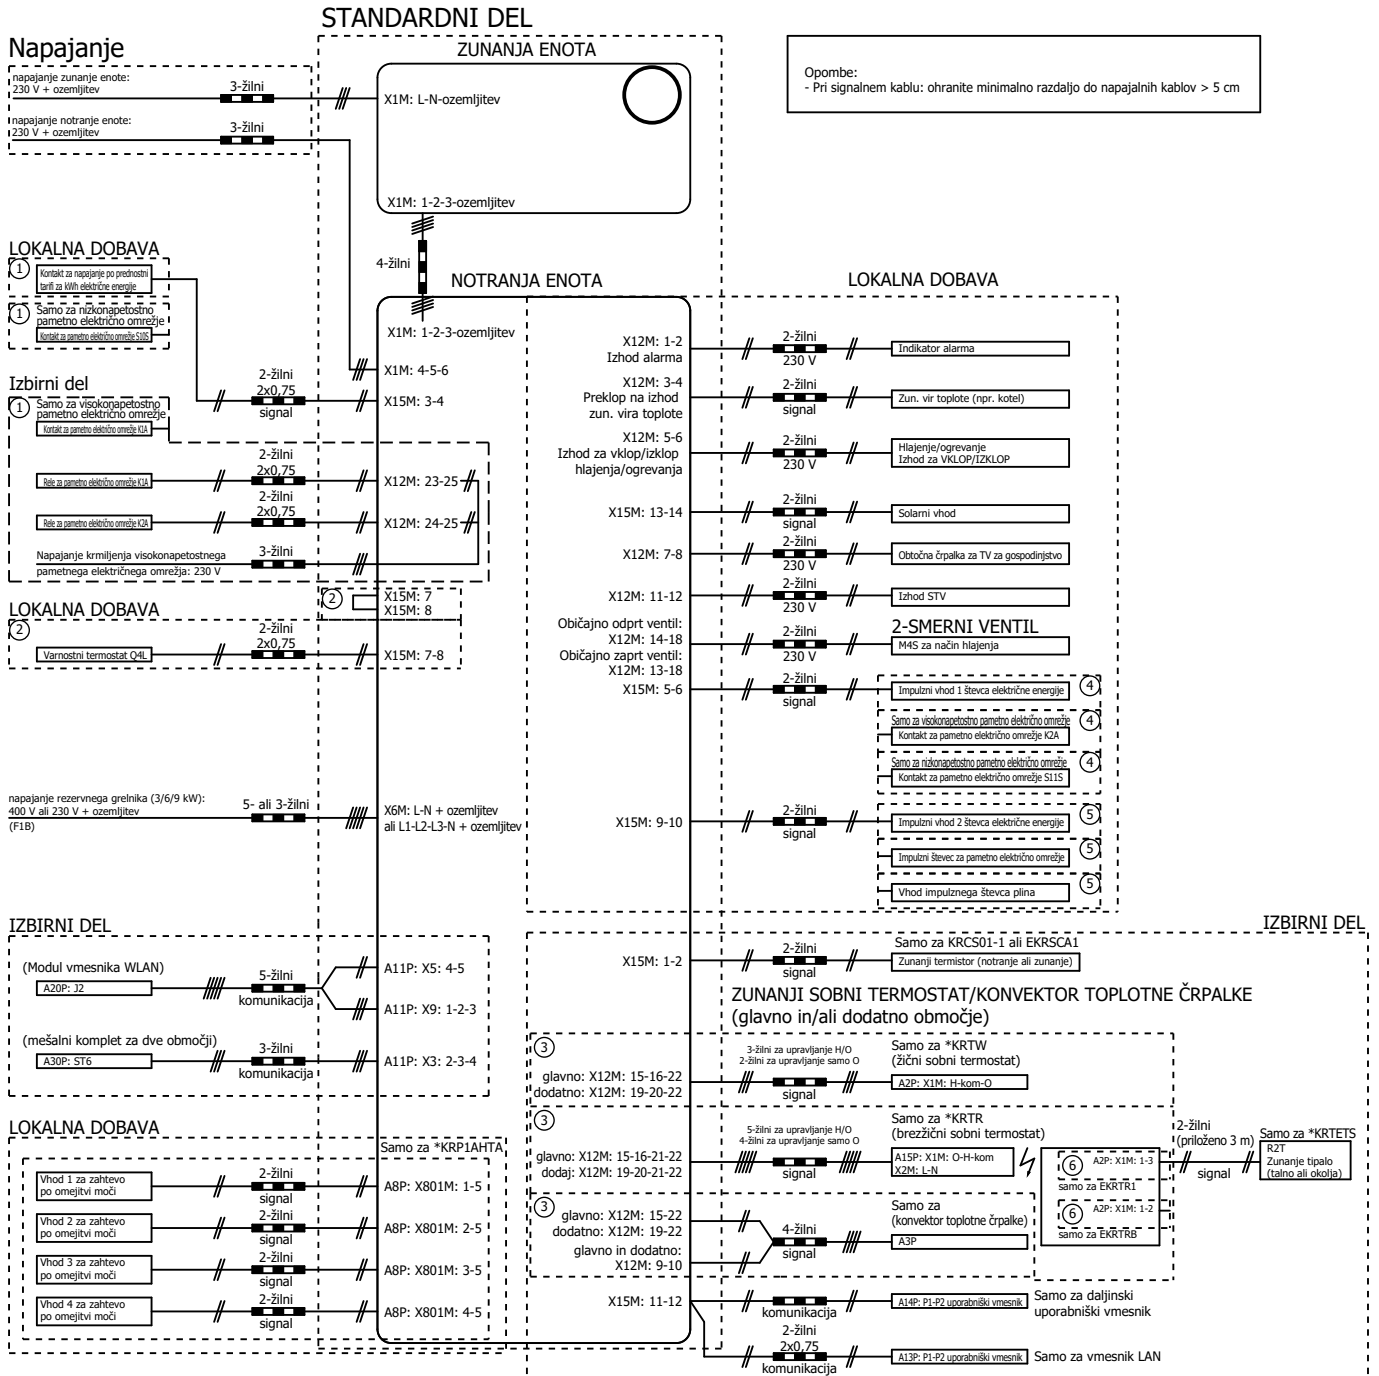 STANDARDNI DEL
Napajanje
ZUNANJA ENOTA
napajanje zunanje enote:
230 V + ozemljitev
3-žilni
X1M: L-N-ozemljitev
napajanje notranje enote:
230 V + ozemljitev
3-žilni
X1M: 1-2-3-ozemljitev
Opombe:
- Pri signalnem kablu: ohranite minimalno razdaljo do napajalnih kablov > 5 cm
4-žilni
NOTRANJA ENOTA
X1M: 1-2-3-ozemljitev
X1M: 4-5-6
LOKALNA DOBAVA
1
Kontakt za napajanje po prednostni
tarifi za kWh električne energije
1
Samo za nizkonapetostno
pametno električno omrežje
Kontakt za pametno električno omrežje S10S
2-žilni
2x0,75
signal
X15M: 3-4
Izbirni del
1
Samo za visokonapetostno
pametno električno omrežje
Kontakt za pametno električno omrežje K1A
2-žilni
2x0,75
Rele za pametno električno omrežje K1A
X12M: 23-25
2-žilni
2x0,75
Rele za pametno električno omrežje K2A
X12M: 24-25
Napajanje krmiljenja visokonapetostnega
pametnega električnega omrežja: 230 V
3-žilni
2
X15M: 7
X15M: 8
LOKALNA DOBAVA
2
Varnostni termostat Q4L
2-žilni
2x0,75
X15M: 7-8
napajanje rezervnega grelnika (3/6/9 kW):
400 V ali 230 V + ozemljitev
(F1B)
5- ali 3-žilni
X6M: L-N + ozemljitev
ali L1-L2-L3-N + ozemljitev
IZBIRNI DEL
(Modul vmesnika WLAN)
A20P: J2
5-žilni
komunikacija
A11P: X5: 4-5
A11P: X9: 1-2-3
(mešalni komplet za dve območji)
A30P: ST6
3-žilni
komunikacija
A11P: X3: 2-3-4
LOKALNA DOBAVA
Samo za *KRP1AHTA
Vhod 1 za zahtevo
po omejitvi moči
2-žilni
signal
A8P: X801M: 1-5
Vhod 2 za zahtevo
po omejitvi moči
2-žilni
signal
A8P: X801M: 2-5
Vhod 3 za zahtevo
po omejitvi moči
2-žilni
signal
A8P: X801M: 3-5
Vhod 4 za zahtevo
po omejitvi moči
2-žilni
signal
A8P: X801M: 4-5
LOKALNA DOBAVA
X12M: 1-2
Izhod alarma
2-žilni
230 V
Indikator alarma
X12M: 3-4
Preklop na izhod
zun. vira toplote
2-žilni
signal
Zun. vir toplote (npr. kotel)
X12M: 5-6
Izhod za vklop/izklop
hlajenja/ogrevanja
2-žilni
230 V
Hlajenje/ogrevanje
Izhod za VKLOP/IZKLOP
X15M: 13-14
2-žilni
signal
Solarni vhod
X12M: 7-8
2-žilni
230 V
Obtočna črpalka za TV za gospodinjstvo
X12M: 11-12
2-žilni
230 V
Izhod STV
Običajno odprt ventil:
X12M: 14-18
Običajno zaprt ventil:
X12M: 13-18
2-žilni
230 V
2-SMERNI VENTIL
M4S za način hlajenja
X15M: 5-6
2-žilni
signal
Impulzni vhod 1 števca električne energije
4
Samo za visokonapetostno pametno električno omrežje
Kontakt za pametno električno omrežje K2A
4
Samo za nizkonapetostno pametno električno omrežje
Kontakt za pametno električno omrežje S11S
4
X15M: 9-10
2-žilni
signal
Impulzni vhod 2 števca električne energije
5
Impulzni števec za pametno električno omrežje
5
Vhod impulznega števca plina
5
IZBIRNI DEL
X15M: 1-2
2-žilni
signal
Samo za KRCS01-1 ali EKRSCA1
Zunanji termistor (notranje ali zunanje)
ZUNANJI SOBNI TERMOSTAT/KONVEKTOR TOPLOTNE ČRPALKE
(glavno in/ali dodatno območje)
3
glavno: X12M: 15-16-22
dodatno: X12M: 19-20-22
3-žilni za upravljanje H/O
2-žilni za upravljanje samo O
signal
Samo za *KRTW
(žični sobni termostat)
A2P: X1M: H-kom-O
3
glavno: X12M: 15-16-21-22
dodaj: X12M: 19-20-21-22
5-žilni za upravljanje H/O
4-žilni za upravljanje samo O
signal
Samo za *KRTR
(brezžični sobni termostat)
A15P: X1M: O-H-kom
X2M: L-N
6
A2P: X1M: 1-3
samo za EKRTR1
6
A2P: X1M: 1-2
samo za EKRTRB
2-žilni
(priloženo 3 m)
signal
Samo za *KRTETS
R2T
Zunanje tipalo
(talno ali okolja)
3
glavno: X12M: 15-22
dodatno: X12M: 19-22
glavno in dodatno:
X12M: 9-10
4-žilni
signal
Samo za
(konvektor toplotne črpalke)
A3P
X15M: 11-12
2-žilni
komunikacija
A14P: P1-P2 uporabniški vmesnik
Samo za daljinski
uporabniški vmesnik
2-žilni
2x0,75
komunikacija
A13P: P1-P2 uporabniški vmesnik
Samo za vmesnik LAN